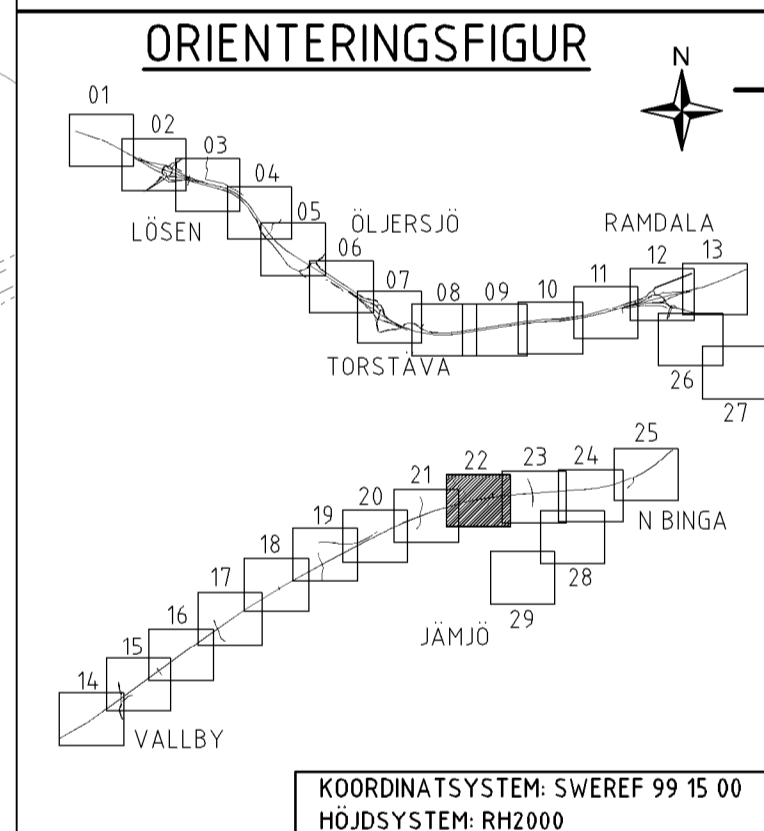 ORIENTERINGSFIGUR
N
01
02
03
04
LÖSEN
05
ÖLJERSJÖ
RAMDALA
06
12
13
07
08
09
10
11
TORSTÄVA
26
27
25
24
23
22
21
N BINGA
20
19
28
18
29
17
JÄMJÖ
16
15
14
VALLBY
KOORDINATSYSTEM: SWEREF 99 15 00
HÖJDSYSTEM: RH2000